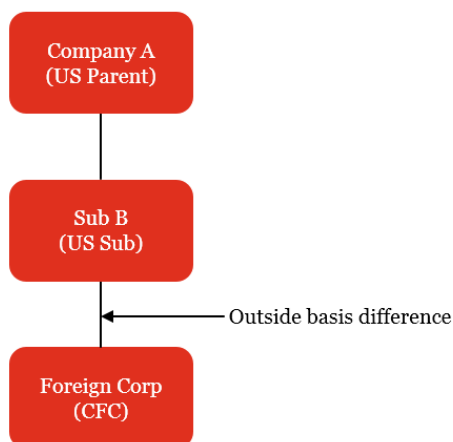 Company A
(US Parent)
Sub B
(US Sub)
Outside basis difference
Foreign Corp
(CFC)